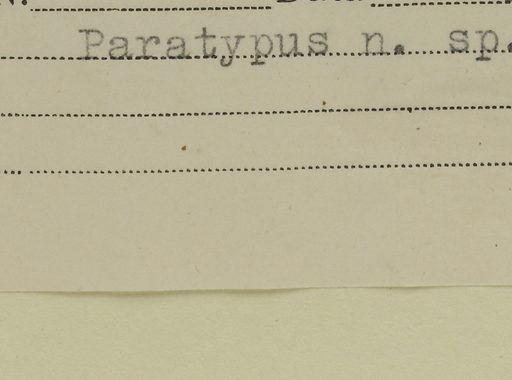 Paratypus n. sp.